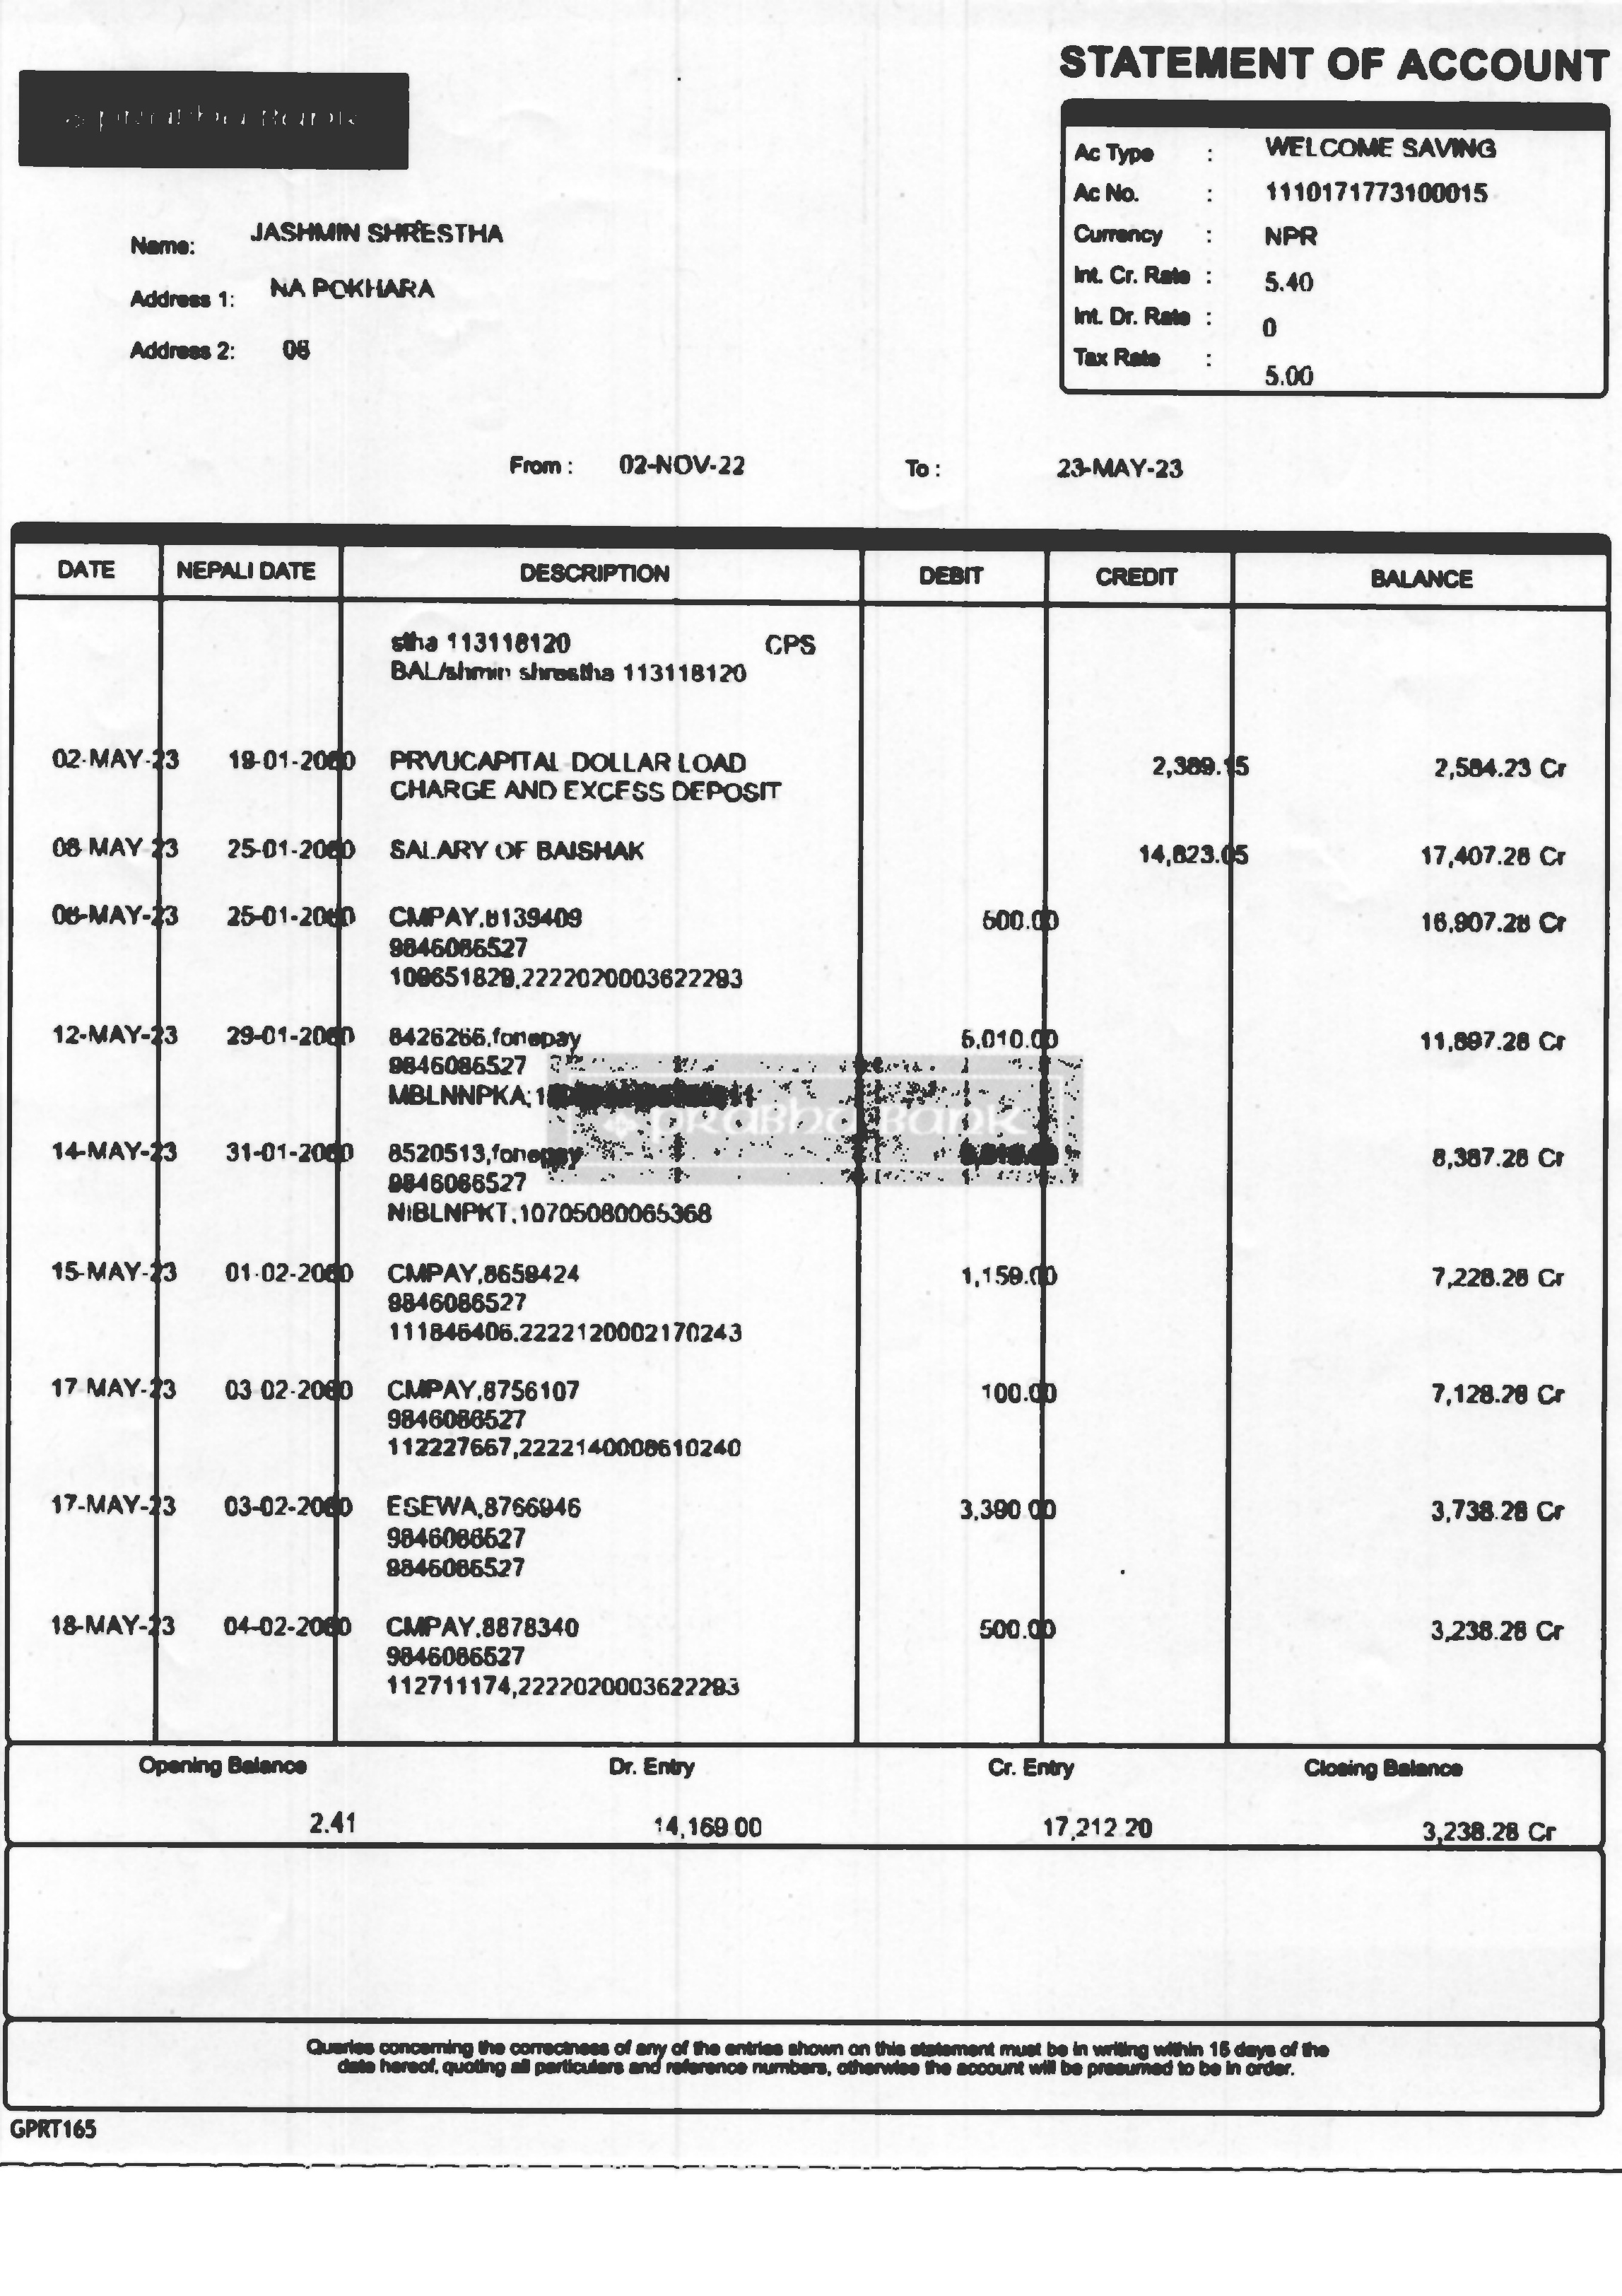 STATEMENT OF ACCOUNT
PRABHU BANK
Ac Type : WELCOME SAVING
Ac No. : 1110171773100015
Currency : NPR
Int. Cr. Rate : 5.40
Int. Dr. Rate : 0
Tax Rate : 5.00
Name: JASHMIN SHRESTHA
Address 1: NA POKHARA
Address 2: 08
From : 02-NOV-22 To : 23-MAY-23
DATE NEPALI DATE DESCRIPTION DEBIT CREDIT BALANCE
stha 113118120 CPS
BAL/shmin shrestha 113118120
02-MAY-23 19-01-2080 PRVUCAPITAL DOLLAR LOAD 2,389.15 2,584.23 Cr
CHARGE AND EXCESS DEPOSIT
08 MAY 23 25-01-2080 SALARY OF BAISHAK 14,823.05 17,407.28 Cr
08-MAY-23 25-01-2080 CMPAY,8139409 500.00 16,907.28 Cr
9846086527
109651829,2222020003622293
12-MAY-23 29-01-2080 8426266,fonepay 5,010.00 11,897.28 Cr
9846086527
MBLNNPKA,
PRABHU BANK
14-MAY-23 31-01-2080 8520513,fonepay 8,387.28 Cr
9846086527
NIBLNPKT,10705080065368
15-MAY-23 01-02-2080 CMPAY,8659424 1,159.00 7,228.28 Cr
9846086527
111846406,2222120002170243
17 MAY-23 03 02-2080 CMPAY,8756107 100.00 7,128.28 Cr
9846086527
112227667,2222140008610240
17-MAY-23 03-02-2080 ESEWA,8766946 3,390.00 3,738.28 Cr
9846086527
9846086527
18-MAY-23 04-02-2080 CMPAY,8878340 500.00 3,238.28 Cr
9846086527
112711174,2222020003622293
Opening Balance Dr. Entry Cr. Entry Closing Balance
2.41 14,169.00 17,212.20 3,238.28 Cr
Queries concerning the correctness of any of the entries shown on this statement must be in writing within 15 days of the
date hereof, quoting all particulars and reference numbers, otherwise the account will be presumed to be in order.
GPRT165